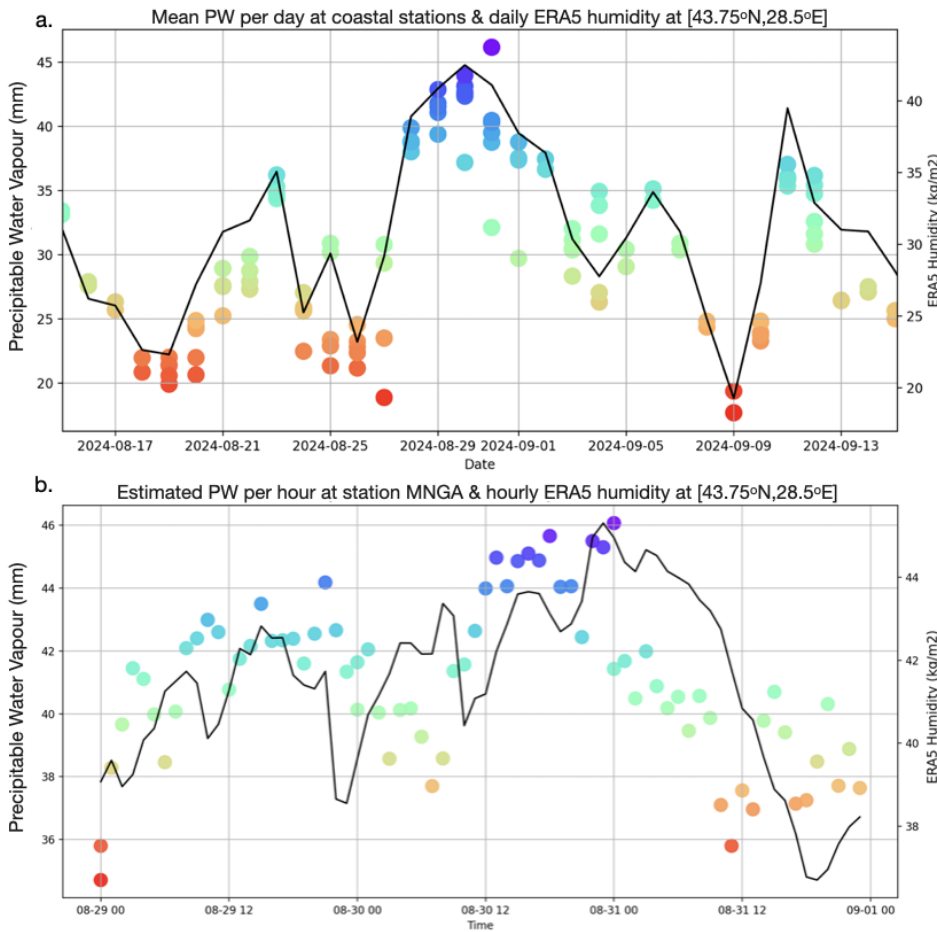 a.
Mean PW per day at coastal stations & daily ERA5 humidity at [43.75ºN,28.5ºE]
Precipitable Water Vapour (mm)
45
40
35
30
25
20
40
35
30
25
20
ERA5 Humidity (kg/m2)
2024-08-17 2024-08-21 2024-08-25 2024-08-29 2024-09-01 2024-09-05 2024-09-09 2024-09-13
Date
b.
Estimated PW per hour at station MNGA & hourly ERA5 humidity at [43.75ºN,28.5ºE]
Precipitable Water Vapour (mm)
46
44
42
40
38
36
44
42
40
38
ERA5 Humidity (kg/m2)
08-29 00 08-29 12 08-30 00 08-30 12 08-31 00 08-31 12 09-01 00
Time